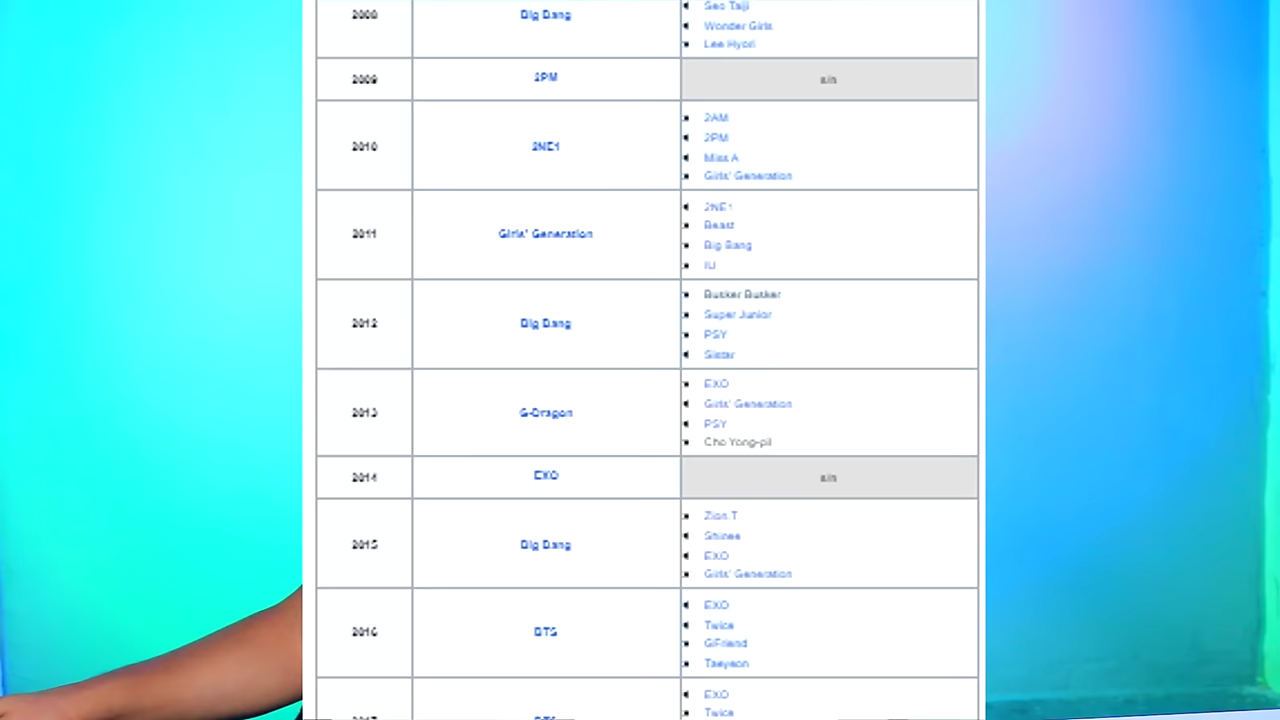 2008
Big Bang
Seo Taiji
Wonder Girls
Lee Hyori
2009
2PM
n/a
2010
2NE1
2AM
2PM
Miss A
Girls' Generation
2011
Girls' Generation
2NE1
Beast
Big Bang
IU
2012
Big Bang
Busker Busker
Super Junior
PSY
Sistar
2013
G-Dragon
EXO
Girls' Generation
PSY
Cho Yong-pil
2014
EXO
n/a
2015
Big Bang
Zion.T
Shinee
EXO
Girls' Generation
2016
BTS
EXO
Twice
GFriend
Taeyeon
2017
BTS
EXO
Twice